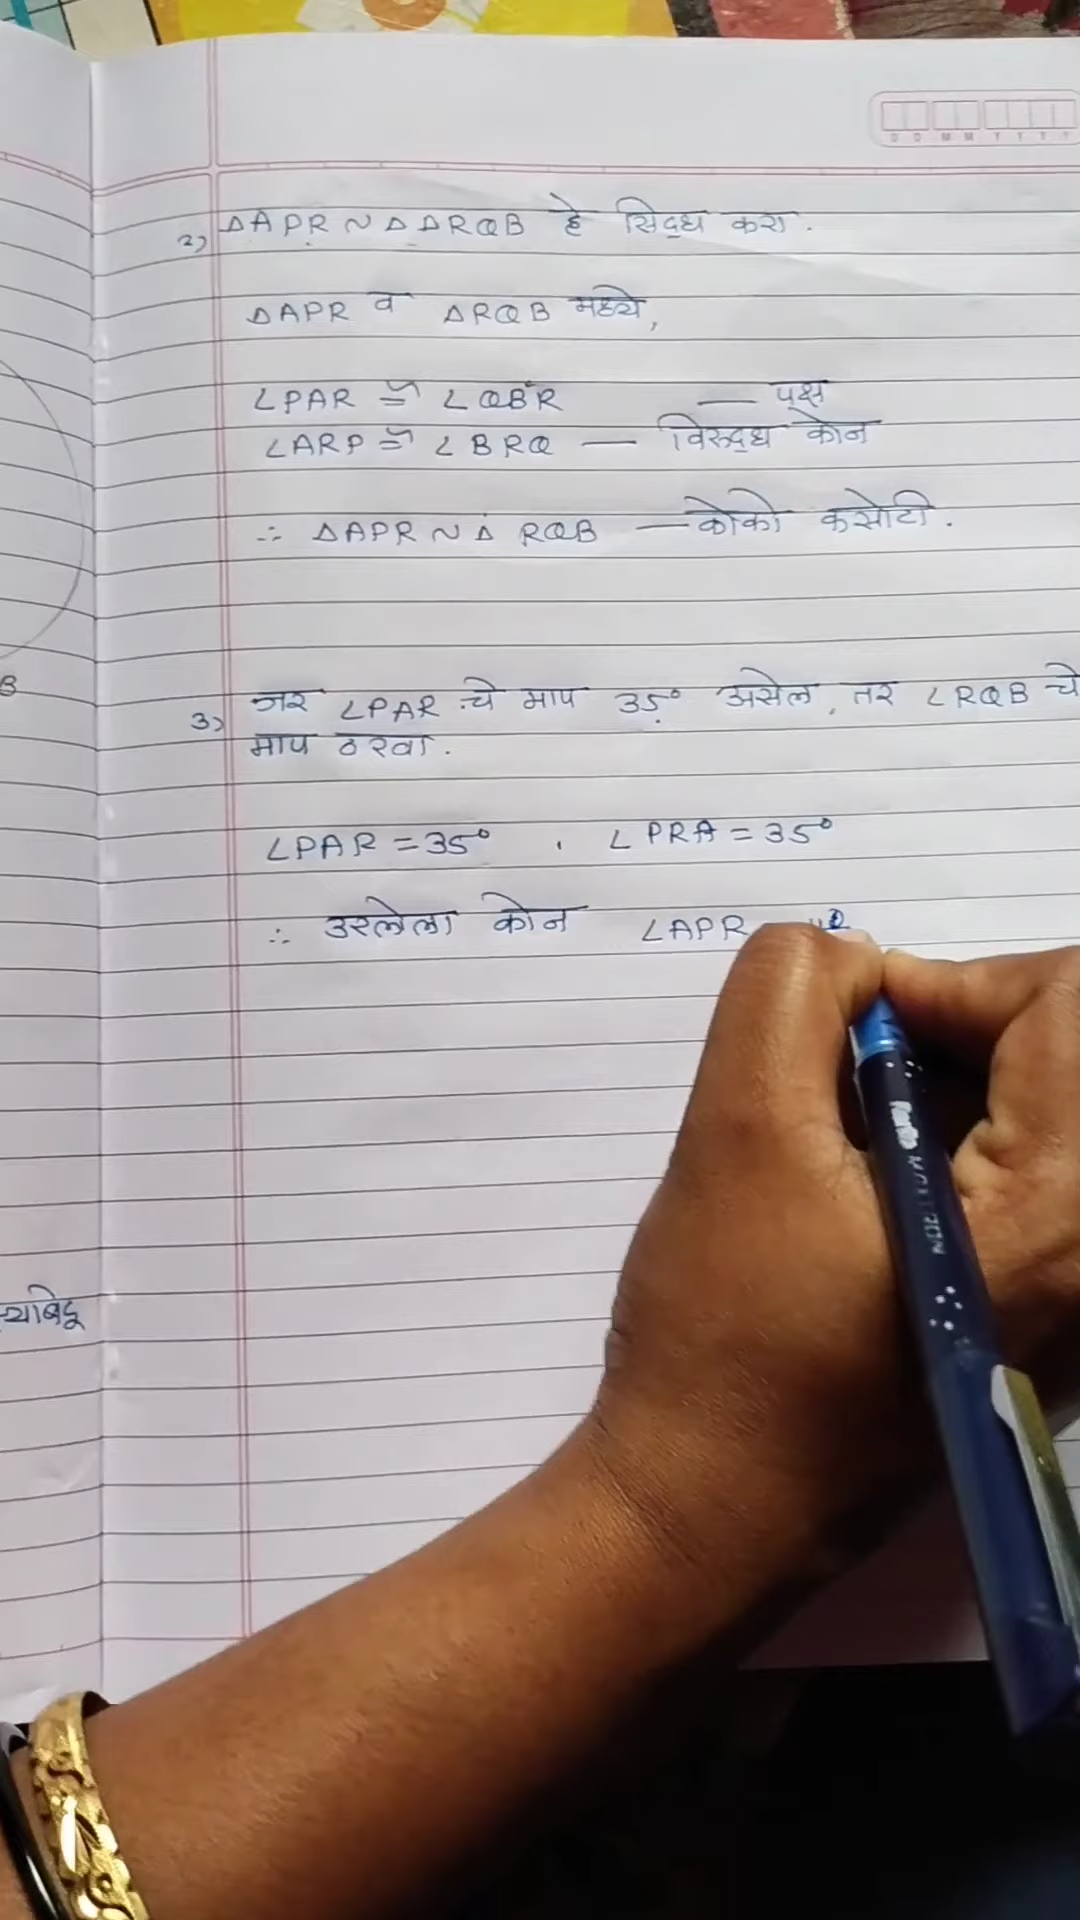 2) ΔAPR ~ Δ ΔRQB हे सिद्ध करा.
ΔAPR व ΔRQB मध्ये,
∠PAR ≅ ∠QBR — पक्ष
∠ARP ≅ ∠BRQ — विरुद्ध कोन
∴ ΔAPR ~ Δ RQB — कोको कसोटी.
3) जर ∠PAR चे माप 35° असेल, तर ∠RQB चे
माप ठरवा.
∠PAR = 35° , ∠PRA = 35°
∴ उरलेला कोन ∠APR
B
D D M M Y Y Y Y